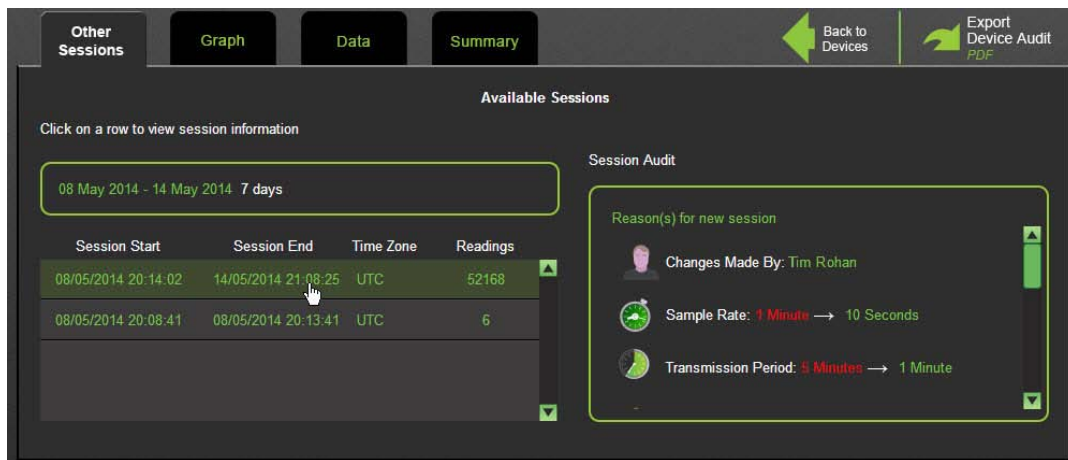 Other
Sessions
Graph
Data
Summary
Back to
Devices
Export
Device Audit
PDF
Available Sessions
Click on a row to view session information
08 May 2014 - 14 May 2014 7 days
Session Start Session End Time Zone Readings
08/05/2014 20:14:02 14/05/2014 21:08:25 UTC 52168
08/05/2014 20:08:41 08/05/2014 20:13:41 UTC 6
Session Audit
Reason(s) for new session
Changes Made By: Tim Rohan
Sample Rate: 1 Minute → 10 Seconds
Transmission Period: 5 Minutes → 1 Minute